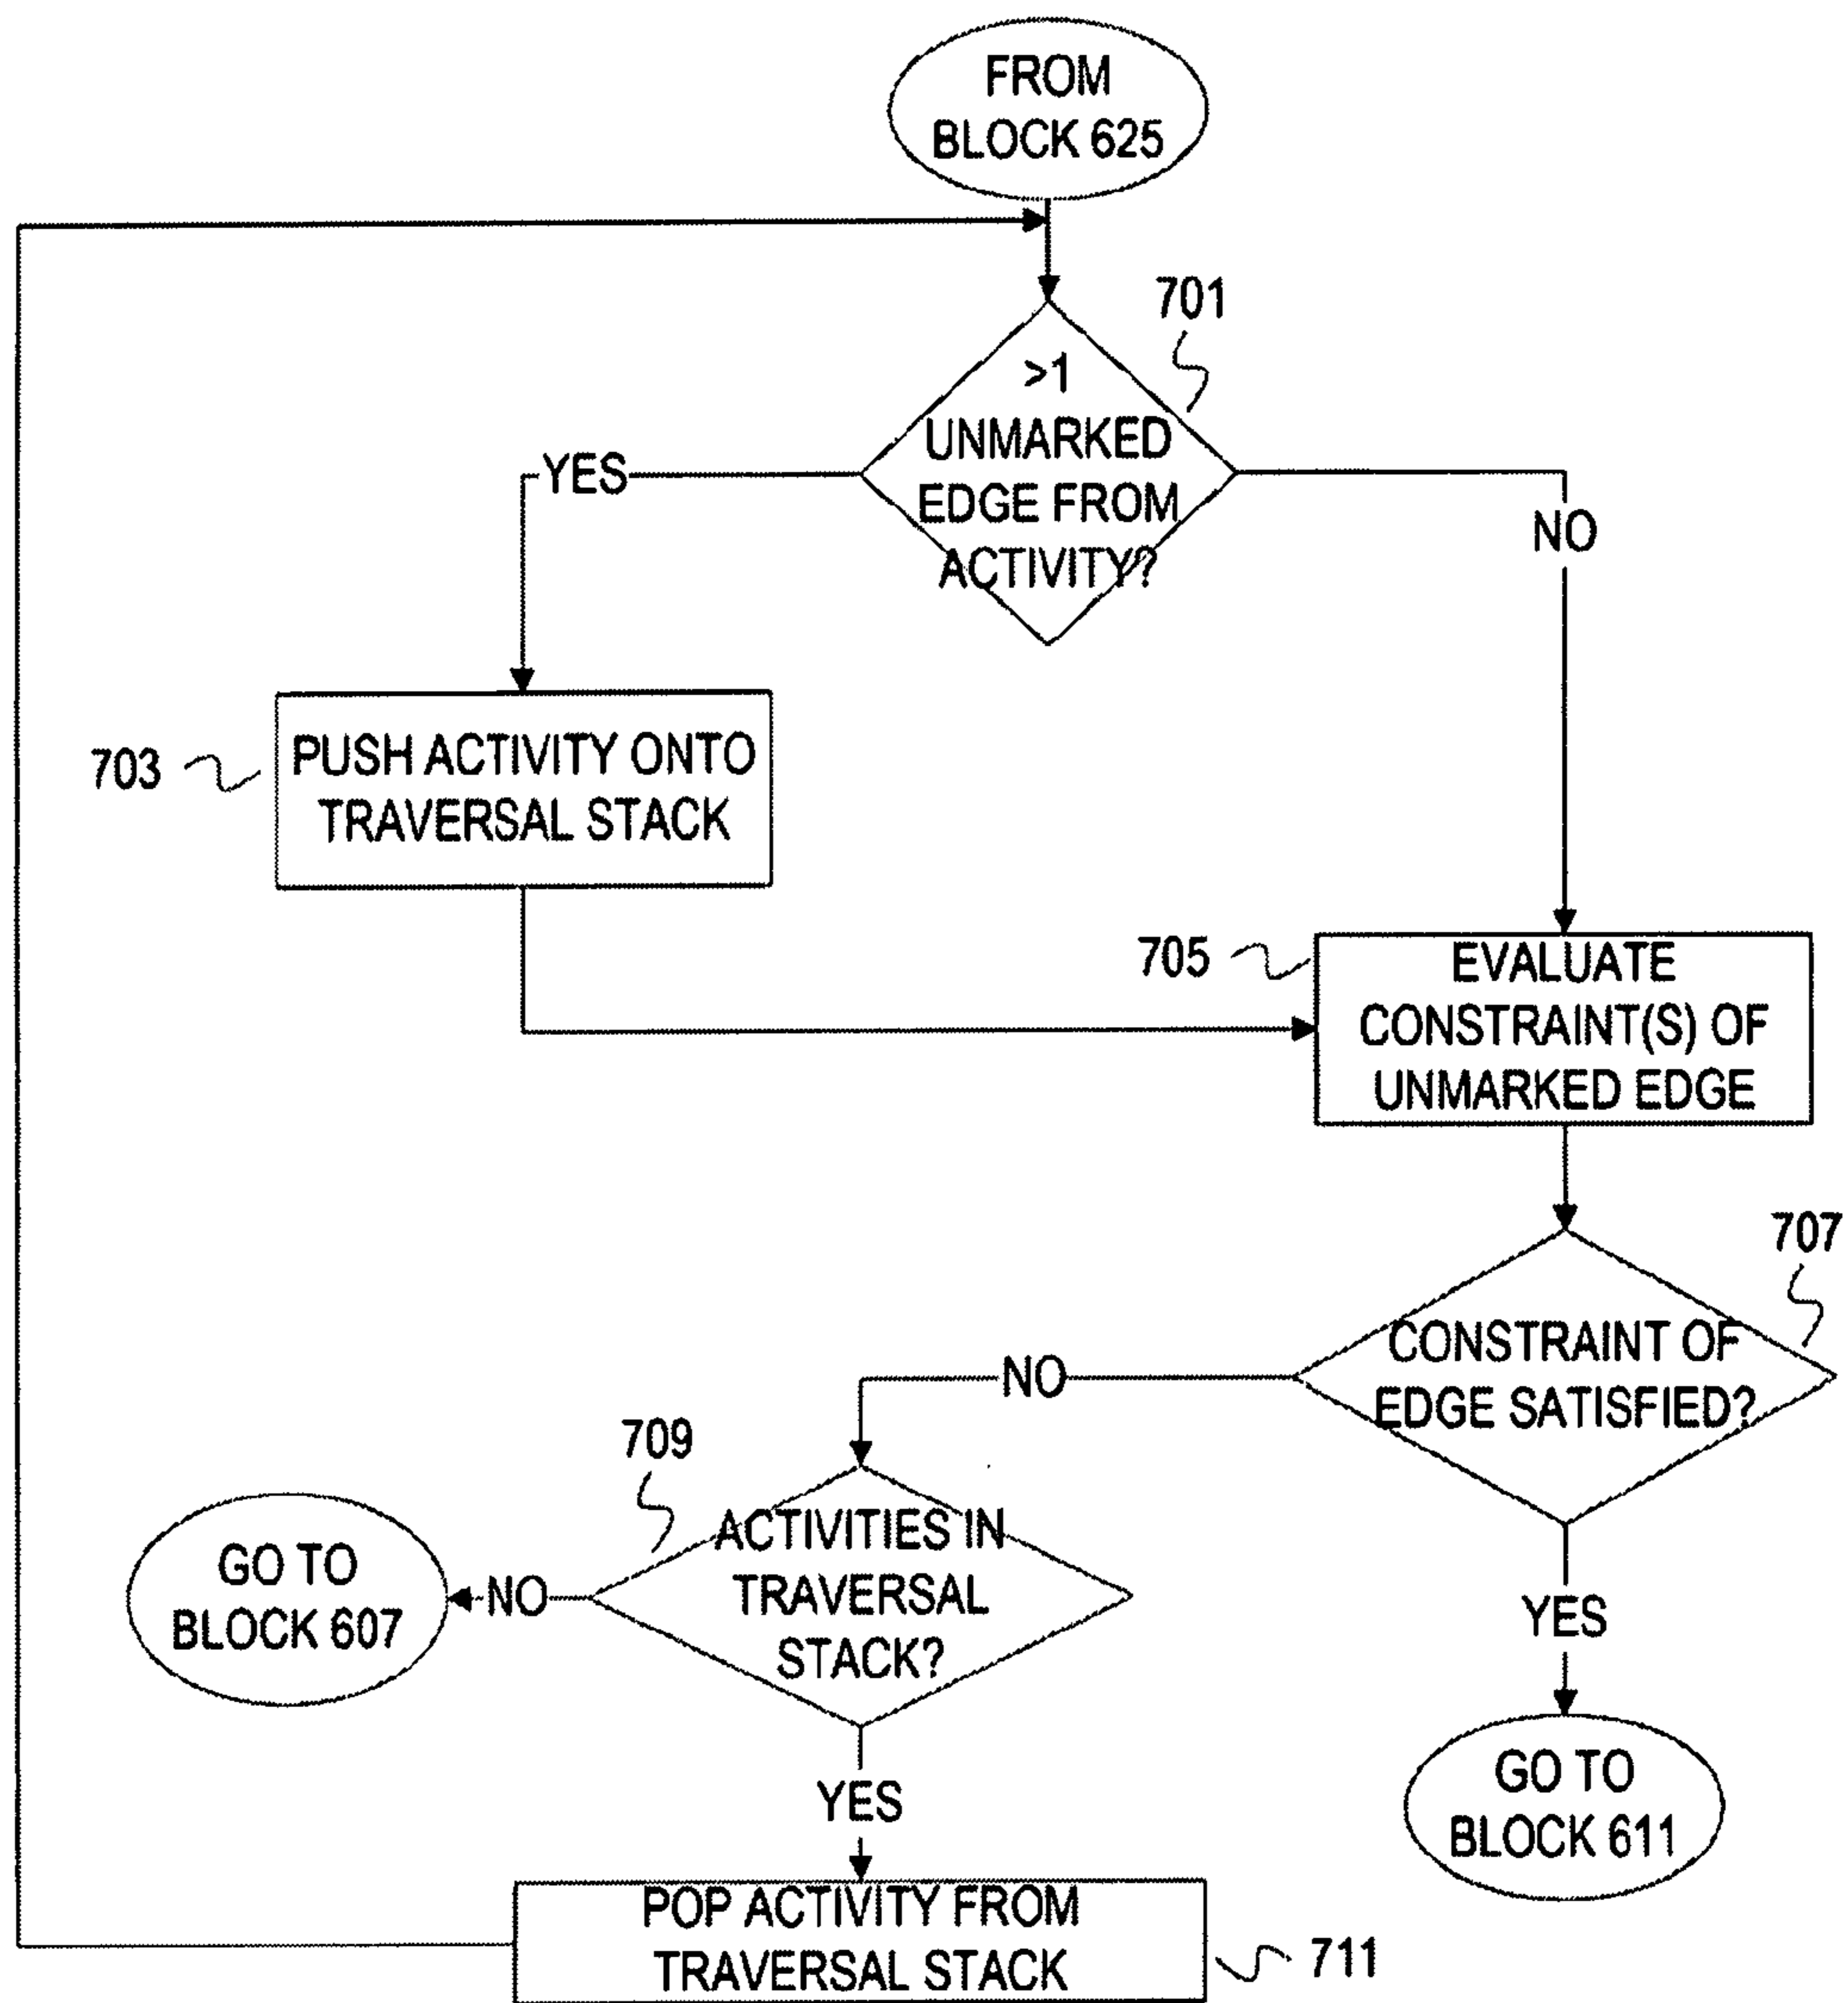 FROM
BLOCK 625
701
>1
UNMARKED
EDGE FROM
ACTIVITY?
YES
NO
703
PUSH ACTIVITY ONTO
TRAVERSAL STACK
705
EVALUATE
CONSTRAINT(S) OF
UNMARKED EDGE
707
CONSTRAINT OF
EDGE SATISFIED?
NO
709
ACTIVITIES IN
TRAVERSAL
STACK?
NO
GO TO
BLOCK 607
YES
YES
GO TO
BLOCK 611
POP ACTIVITY FROM
TRAVERSAL STACK
711